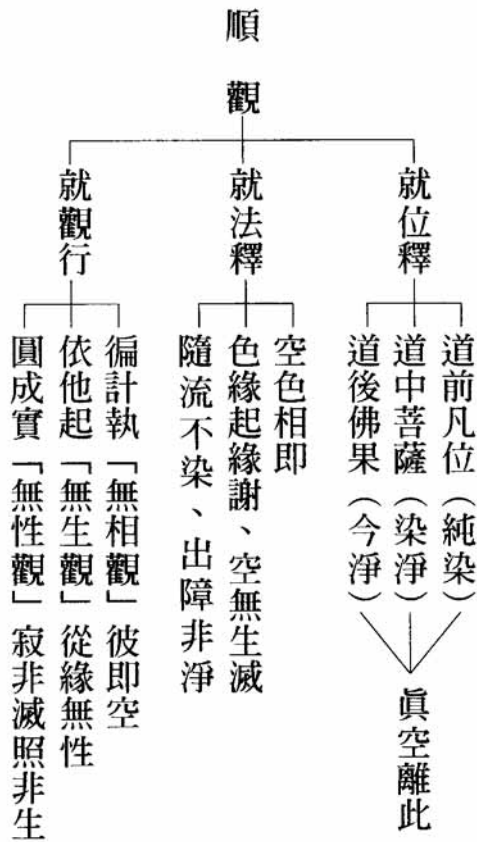 順觀
就位釋
道前凡位（純染）
道中菩薩（染淨）
道後佛果（今淨）
眞空離此
就法釋
空色相即
色緣起緣謝、空無生滅
隨流不染、出障非淨
就觀行
徧計執「無相觀」彼即空
依他起「無生觀」從緣無性
圓成實「無性觀」寂非滅照非生